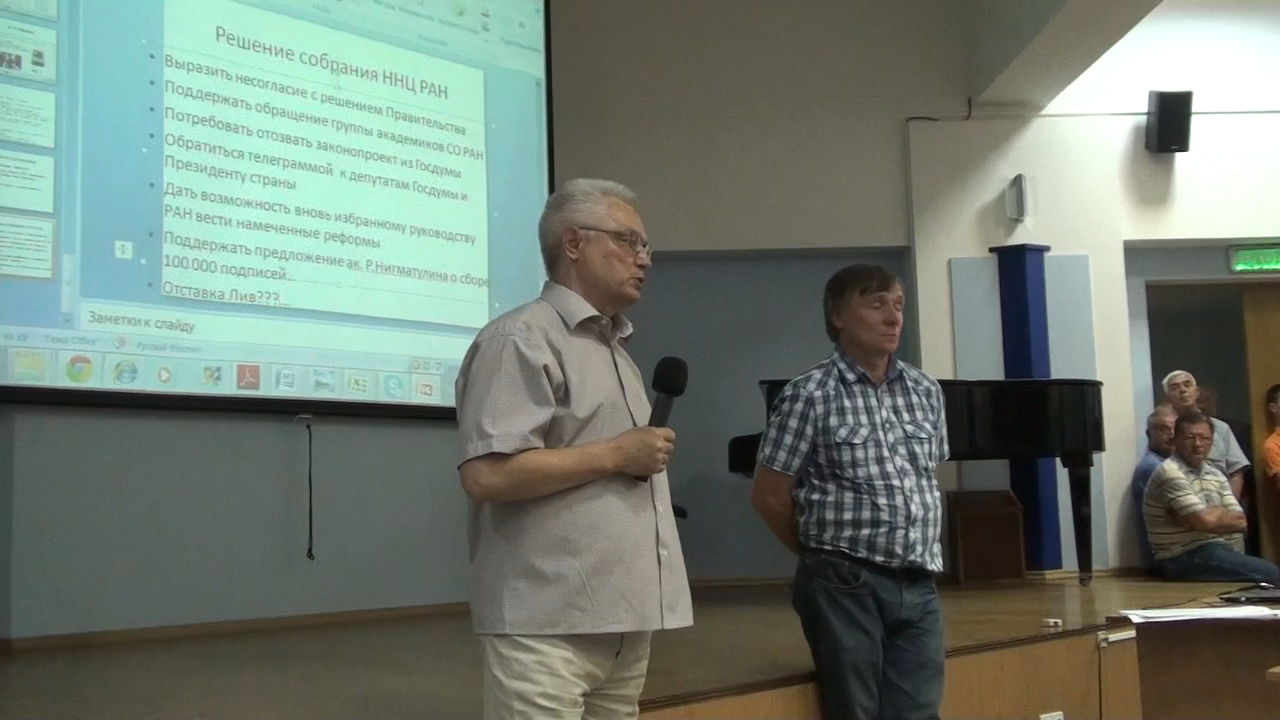 Решение собрания ННЦ РАН
Выразить несогласие с решением Правительства
Поддержать обращение группы академиков СО РАН
Потребовать отозвать законопроект из Госдумы
Обратиться телеграммой к депутатам Госдумы и
Президенту страны
Дать возможность вновь избранному руководству
РАН вести намеченные реформы
Поддержать предложение ак. Р.Нигматулина о сборе
100.000 подписей..
Отставка Лив???...
Заметки к слайду